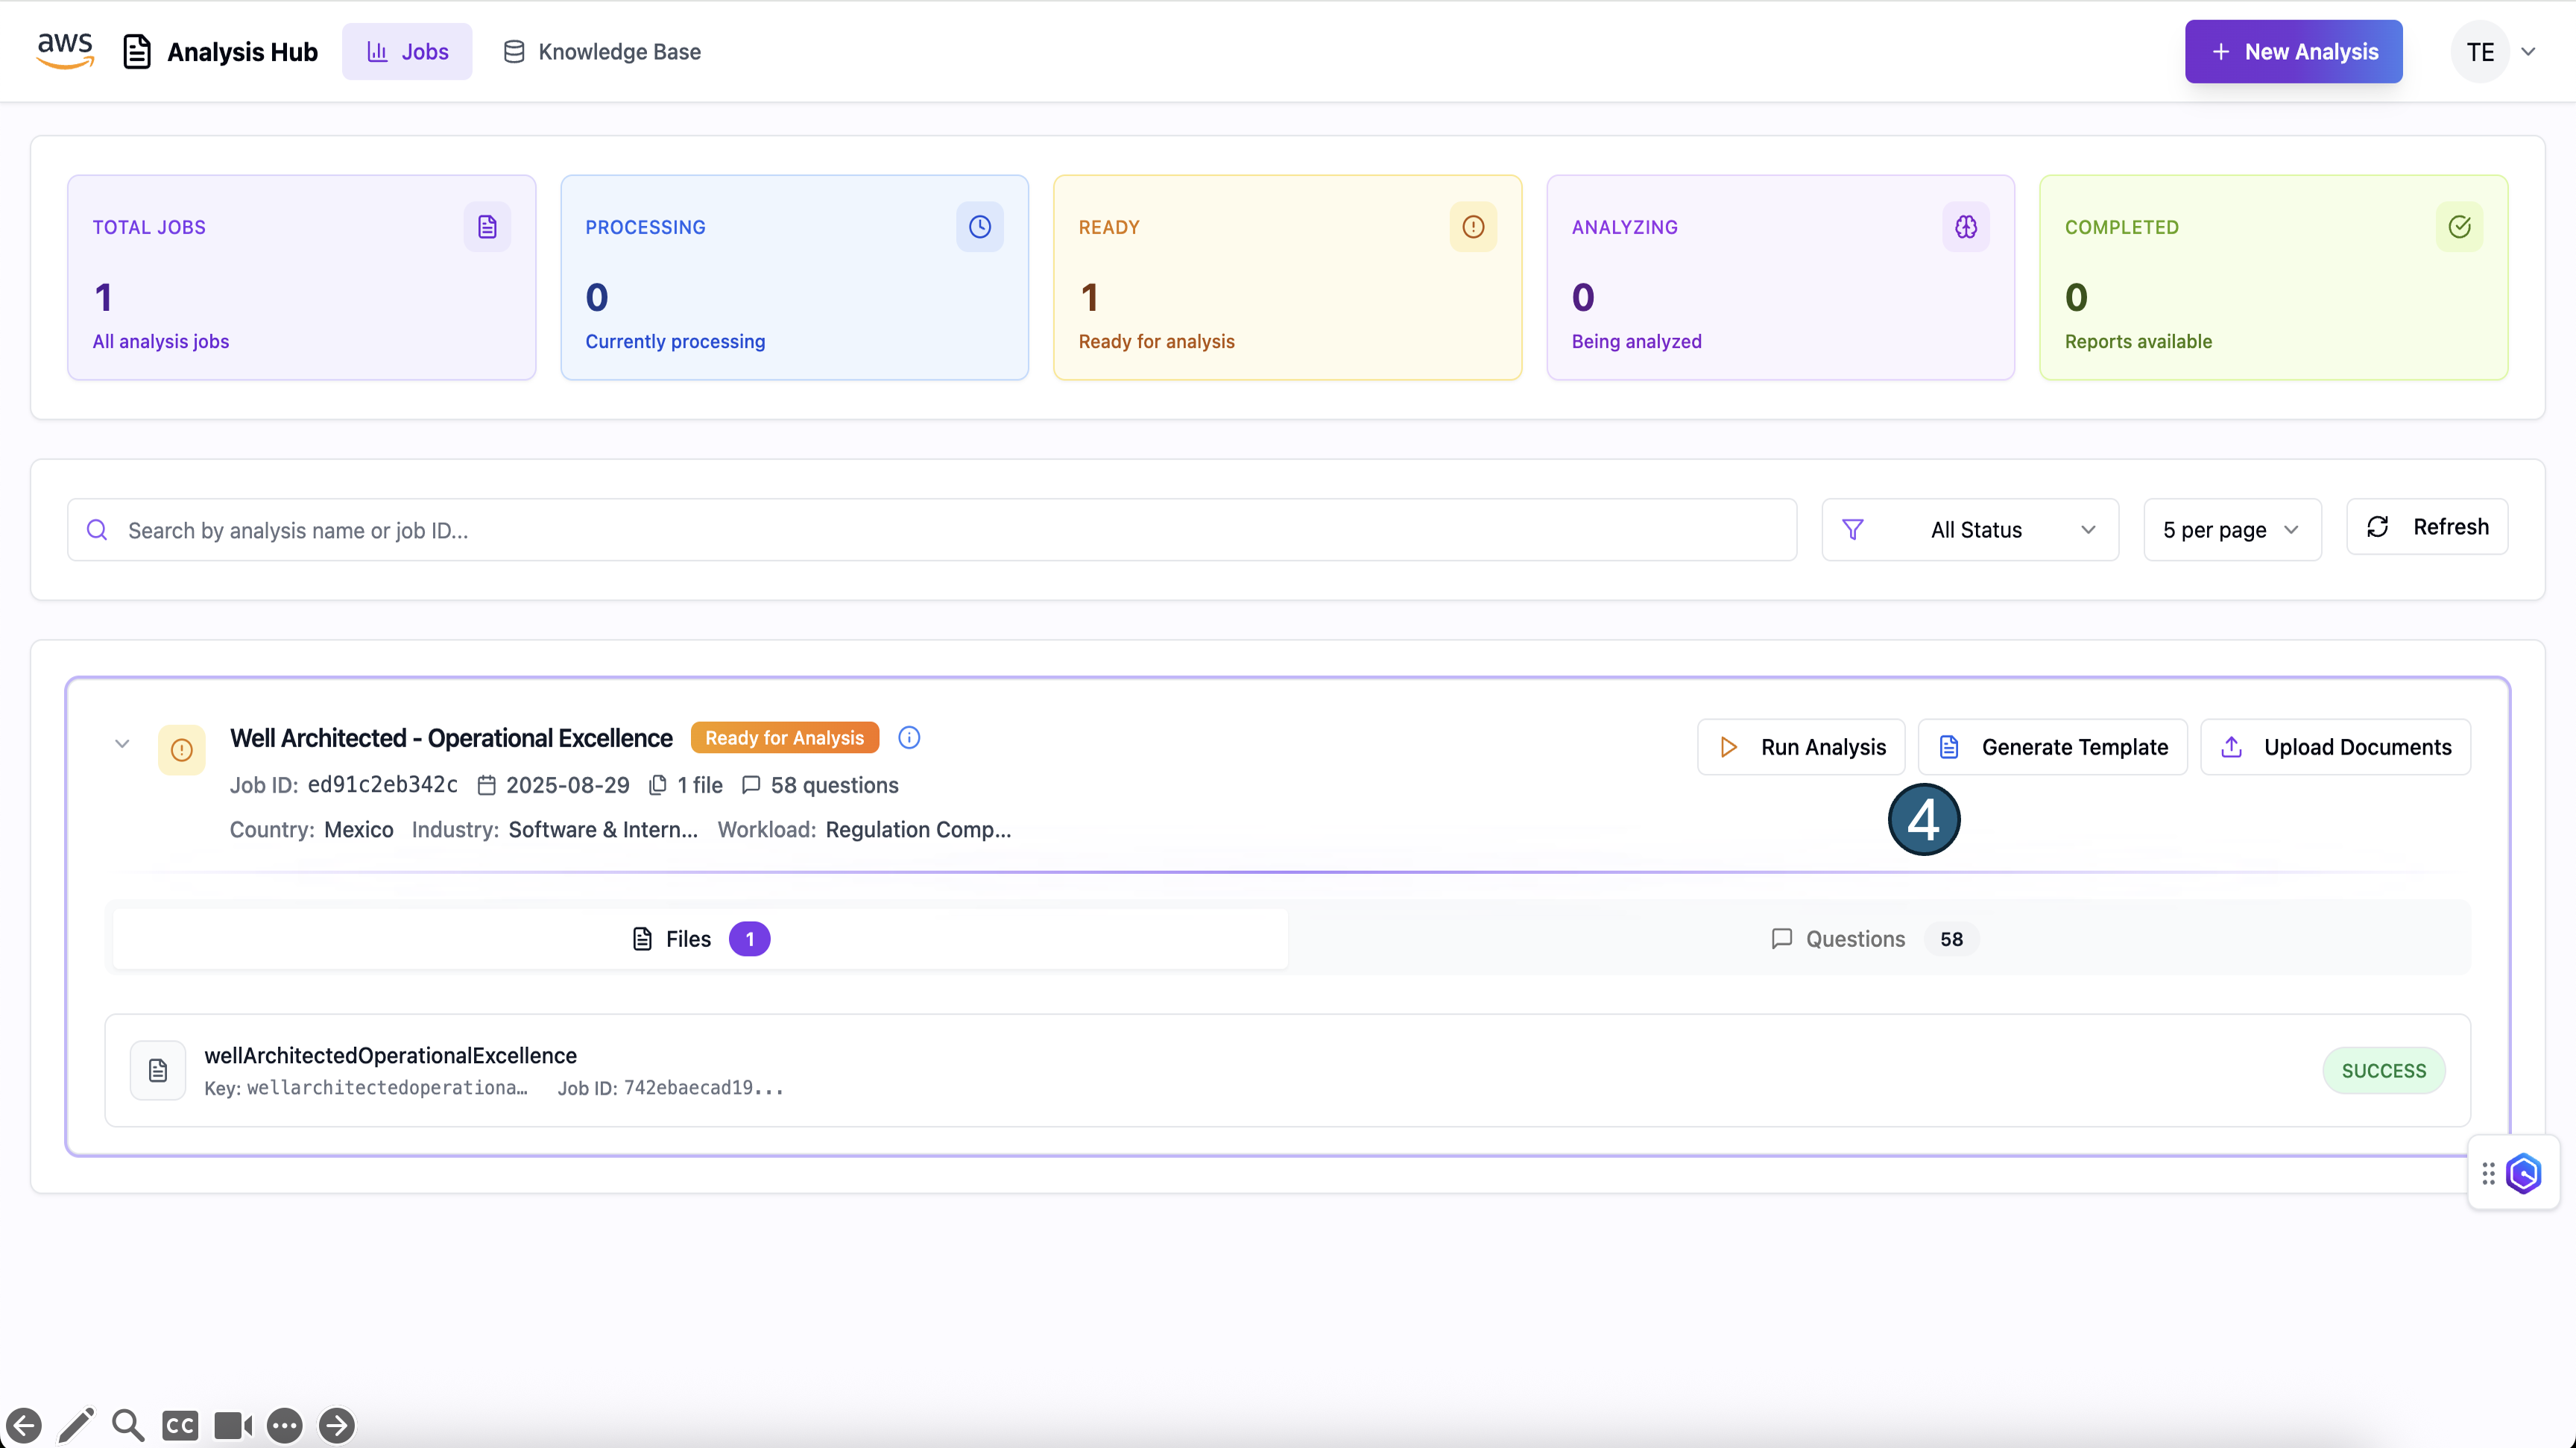 aws Analysis Hub Jobs Knowledge Base + New Analysis TE
TOTAL JOBS
1
All analysis jobs
PROCESSING
0
Currently processing
READY
1
Ready for analysis
ANALYZING
0
Being analyzed
COMPLETED
0
Reports available
Search by analysis name or job ID...
All Status
5 per page
Refresh
Well Architected - Operational Excellence Ready for Analysis
Run Analysis Generate Template Upload Documents
Job ID: ed91c2eb342c 2025-08-29 1 file 58 questions
4
Country: Mexico Industry: Software & Intern... Workload: Regulation Comp...
Files 1
Questions 58
wellArchitectedOperationalExcellence
Key: wellarchitectedoperationa… Job ID: 742ebaecad19...
SUCCESS
CC